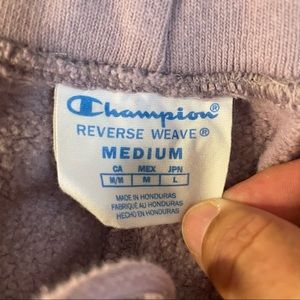 Champion®
REVERSE WEAVE®
MEDIUM
CA MEX JPN
M/M M L
MADE IN HONDURAS
FABRIQUÉ AU HONDURAS
HECHO EN HONDURAS